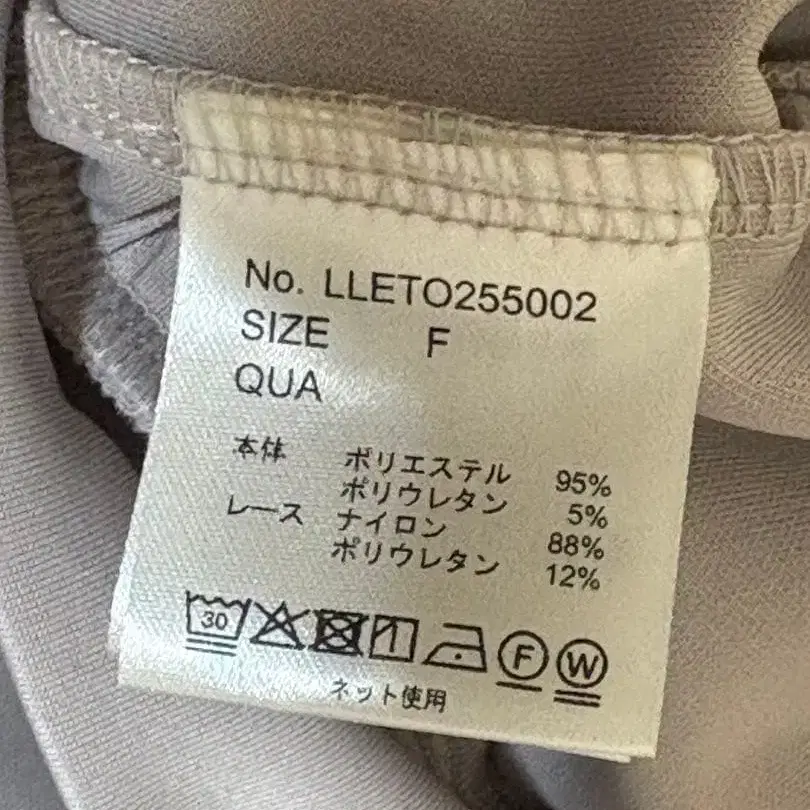 No. LLETO255002
SIZE F
QUA
本体 ポリエステル 95%
ポリウレタン 5%
レース ナイロン 88%
ポリウレタン 12%
30 F W
ネット使用